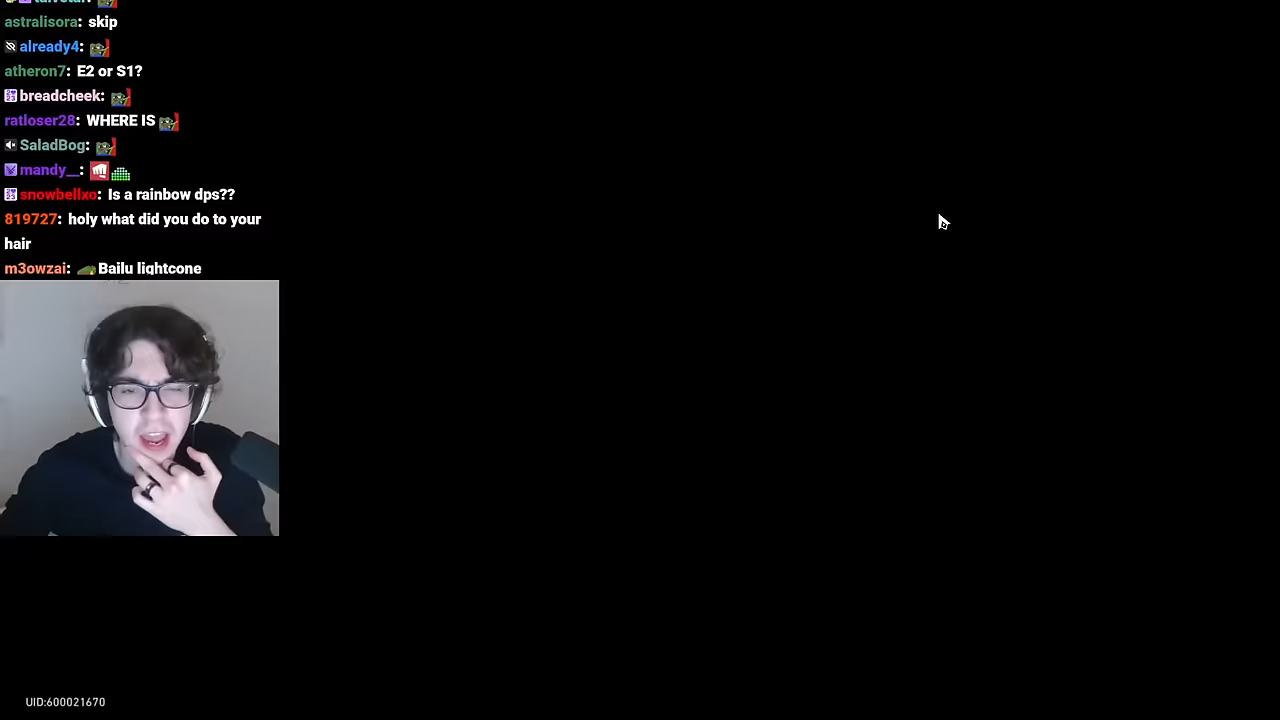 astralisora: skip
already4:
atheron7: E2 or S1?
breadcheek:
ratloser28: WHERE IS
SaladBog:
mandy__:
snowbellxo: Is a rainbow dps??
819727: holy what did you do to your
hair
m3owzai: Bailu lightcone
UID:600021670